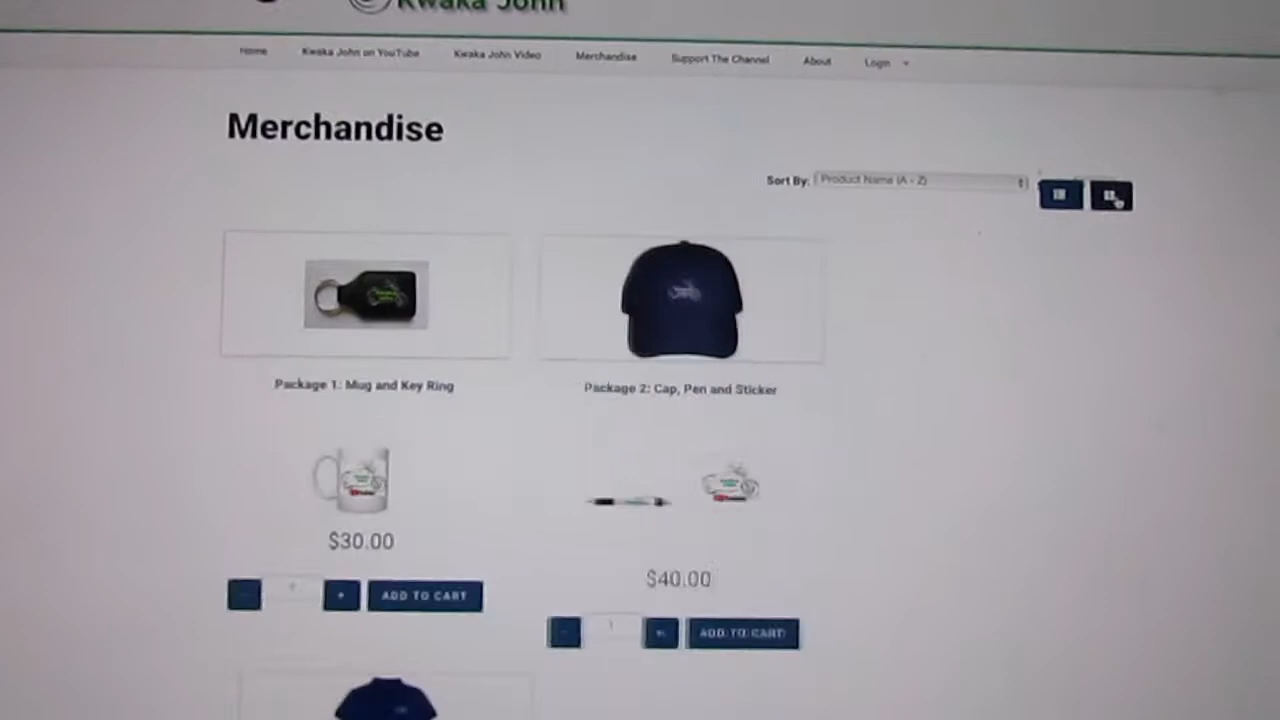 Kwaka John
Home Kwaka John on YouTube Kwaka John Video Merchandise Support The Channel About Login
Merchandise
Sort By: Product Name (A - Z)
Package 1: Mug and Key Ring
Package 2: Cap, Pen and Sticker
$30.00
$40.00
- + ADD TO CART
- 1 + ADD TO CART